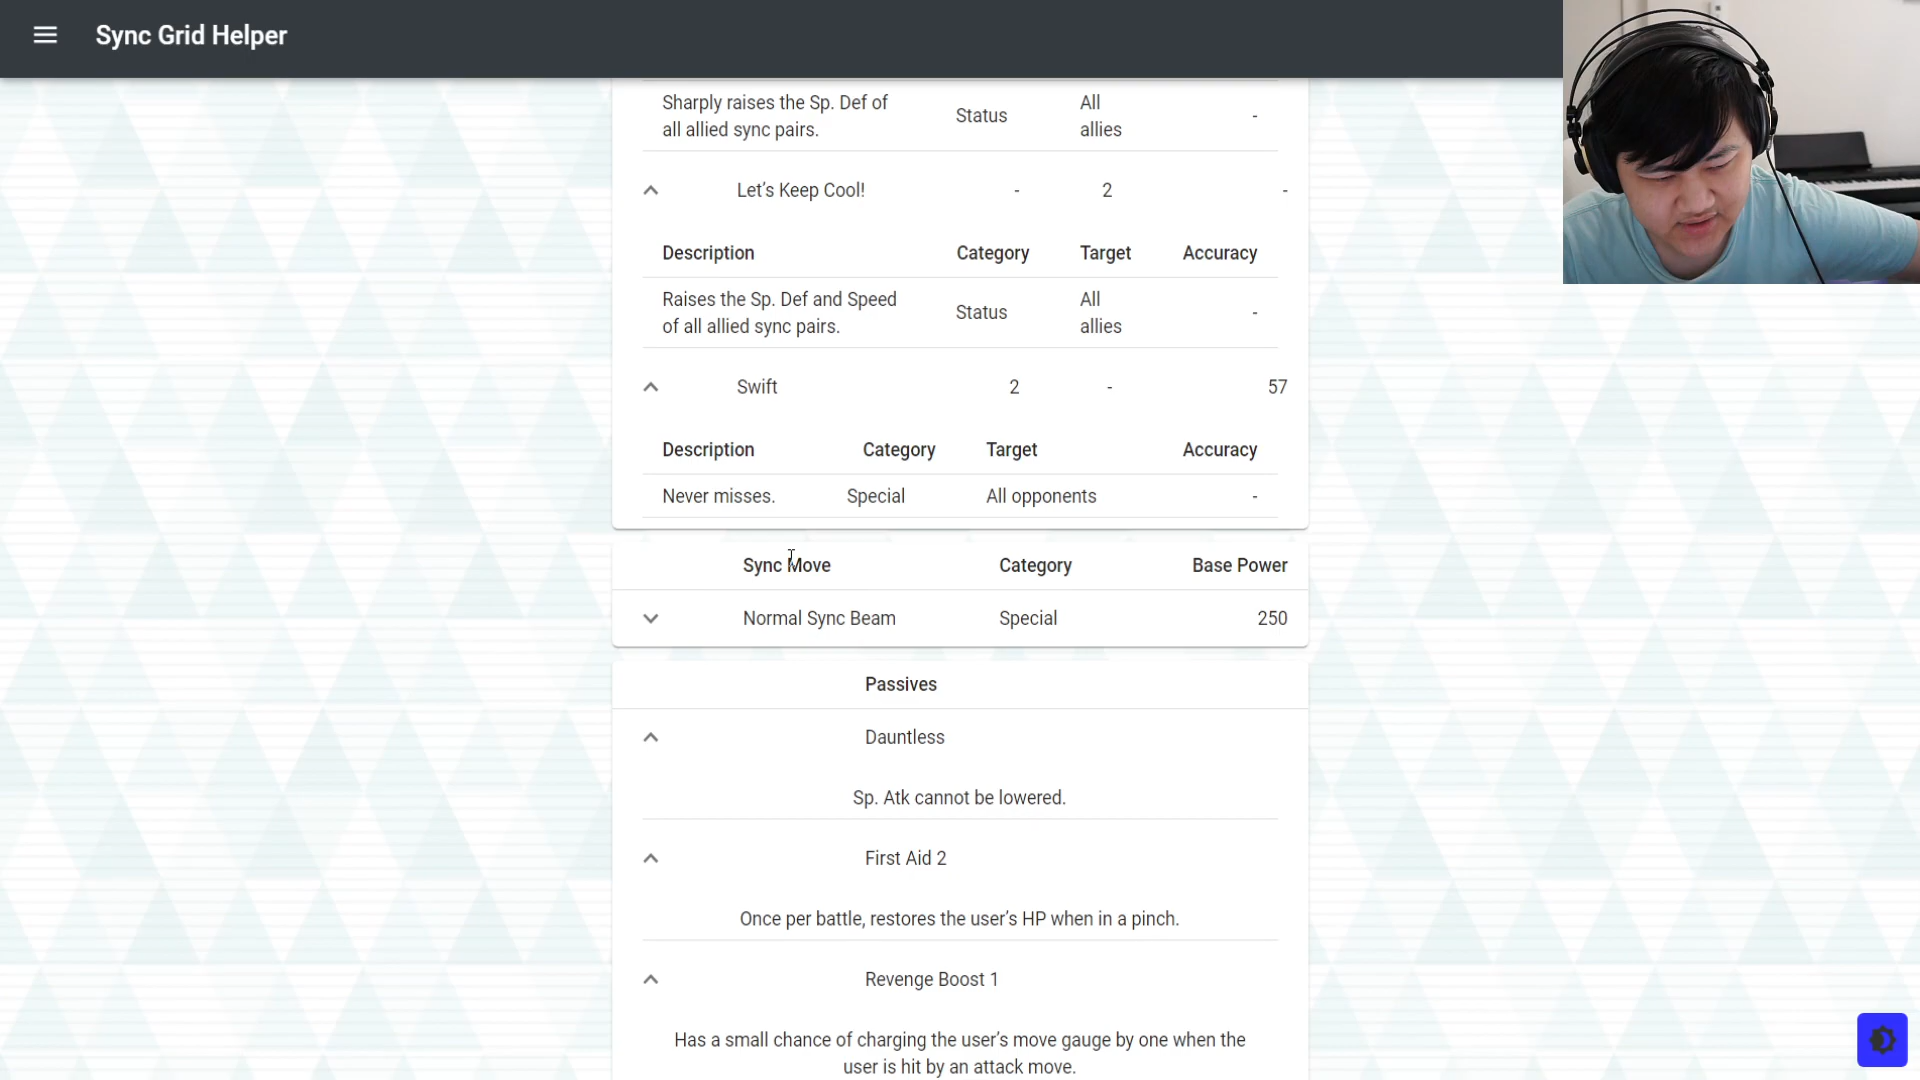 Sync Grid Helper
Sharply raises the Sp. Def of
all allied sync pairs.
Status
All
allies
-
Let’s Keep Cool! - 2 -
Description Category Target Accuracy
Raises the Sp. Def and Speed
of all allied sync pairs.
Status
All
allies
-
Swift 2 - 57
Description Category Target Accuracy
Never misses. Special All opponents -
Sync Move Category Base Power
Normal Sync Beam Special 250
Passives
Dauntless
Sp. Atk cannot be lowered.
First Aid 2
Once per battle, restores the user’s HP when in a pinch.
Revenge Boost 1
Has a small chance of charging the user’s move gauge by one when the
user is hit by an attack move.